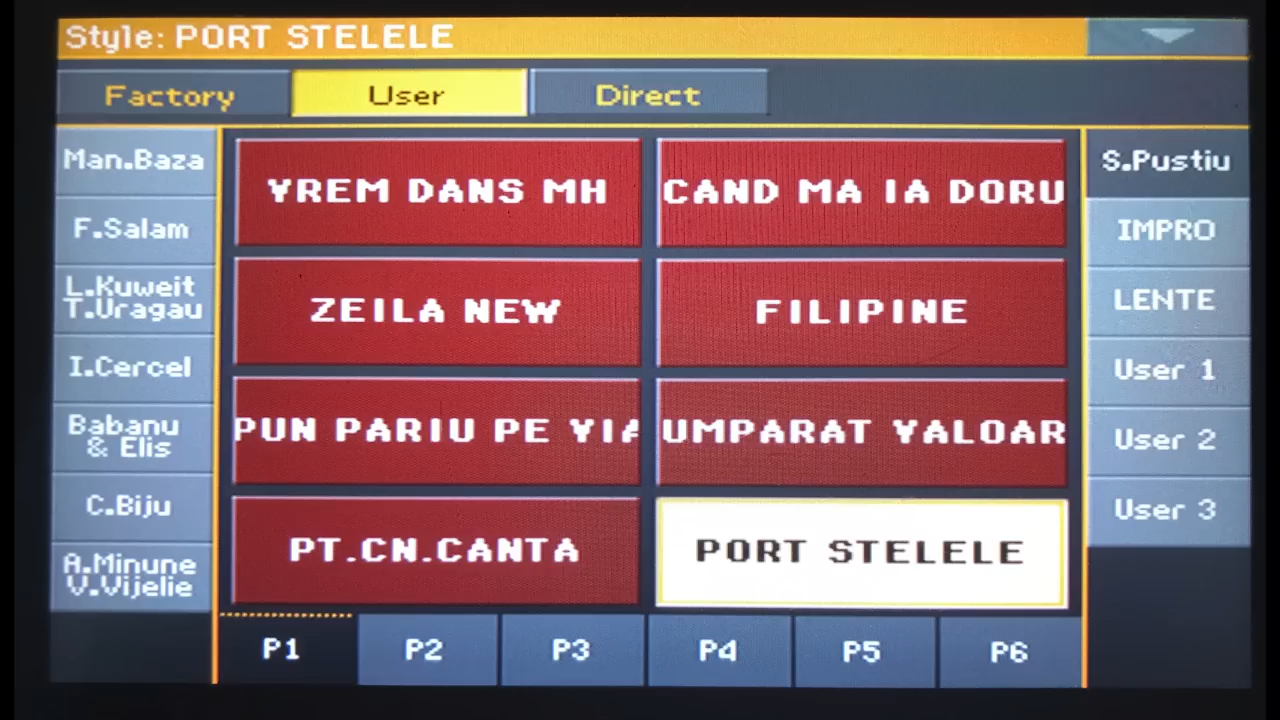 Style: PORT STELELE
Factory
User
Direct
Man.Baza
F.Salam
L.Kuweit
T.Uragau
I.Cercel
Babanu
& Elis
C.Biju
A.Minune
V.Vijelie
VREM DANS MH
CAND MA IA DORU
ZEILA NEW
FILIPINE
PUN PARIU PE VIA
UMPARAT VALOAR
PT.CN.CANTA
PORT STELELE
S.Pustiu
IMPRO
LENTE
User 1
User 2
User 3
P1
P2
P3
P4
P5
P6